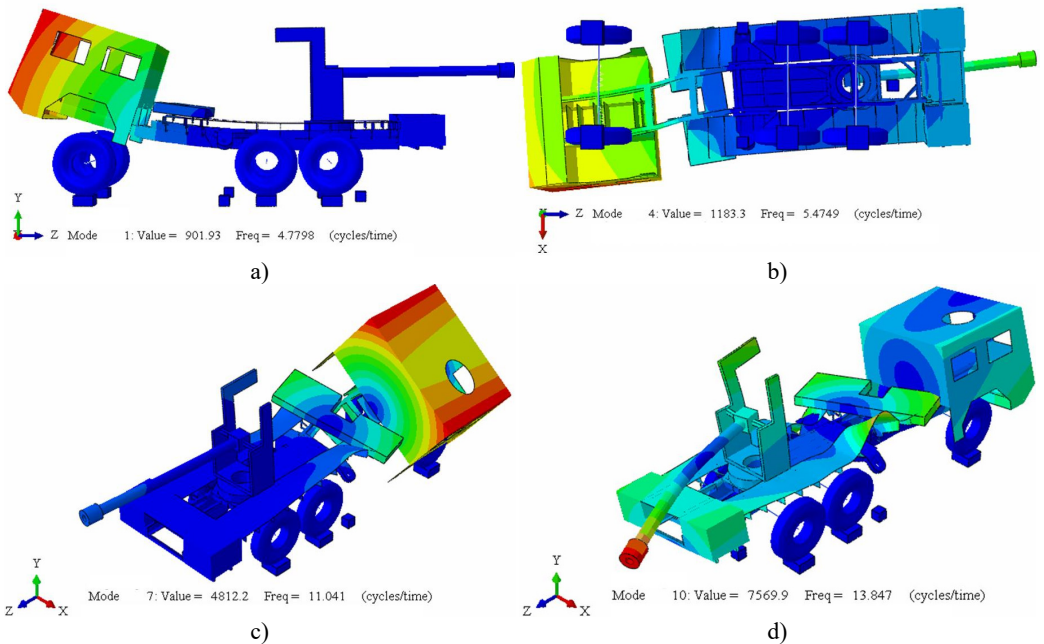 a)
Y
Z
Mode 1: Value = 901.93 Freq = 4.7798 (cycles/time)
b)
Z
X
Mode 4: Value = 1183.3 Freq = 5.4749 (cycles/time)
c)
Y
Z
X
Mode 7: Value = 4812.2 Freq = 11.041 (cycles/time)
d)
Y
Z
X
Mode 10: Value = 7569.9 Freq = 13.847 (cycles/time)